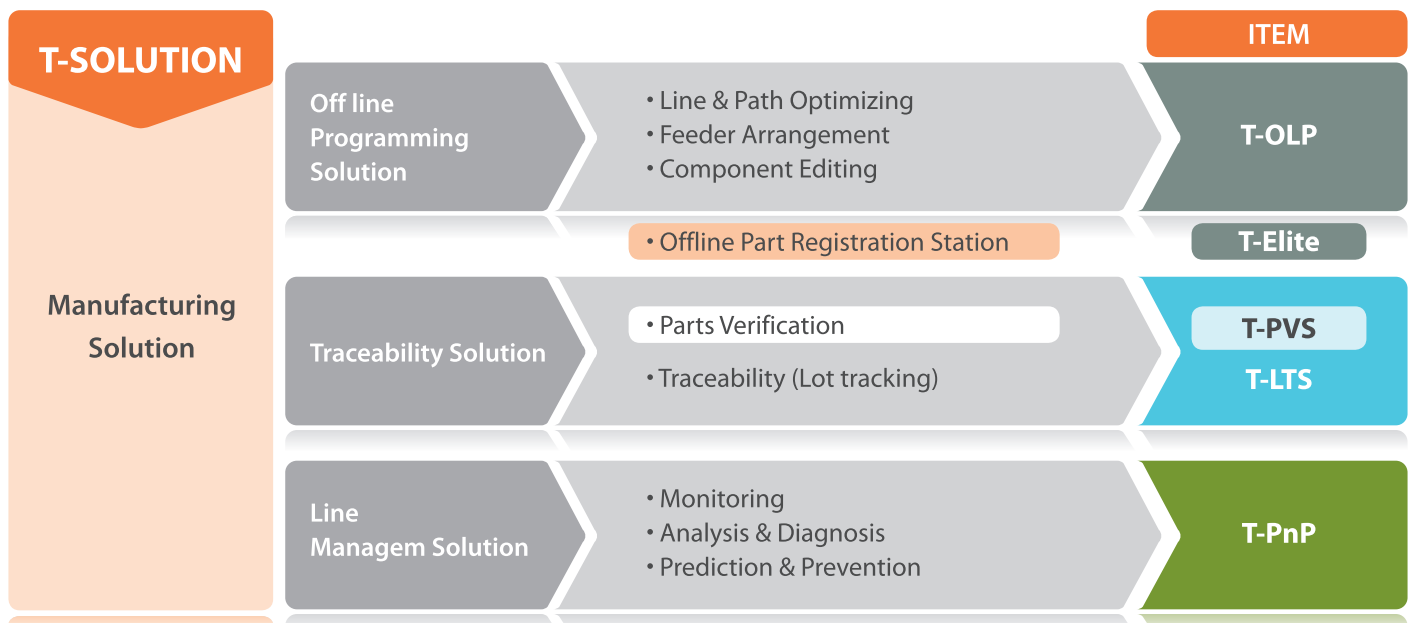 T-SOLUTION
ITEM
Manufacturing
Solution
Off line
Programming
Solution
• Line & Path Optimizing
• Feeder Arrangement
• Component Editing
T-OLP
• Offline Part Registration Station
T-Elite
Traceability Solution
• Parts Verification
T-PVS
• Traceability (Lot tracking)
T-LTS
Line
Managem Solution
• Monitoring
• Analysis & Diagnosis
• Prediction & Prevention
T-PnP